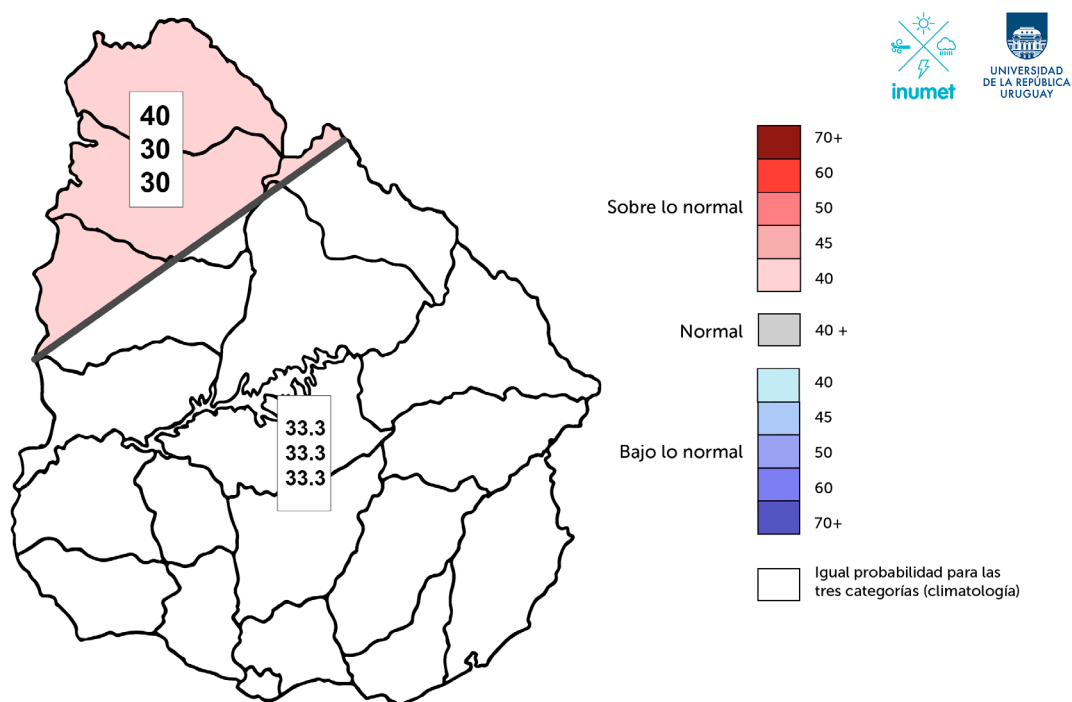 inumet
UNIVERSIDAD
DE LA REPÚBLICA
URUGUAY
40
30
30
33.3
33.3
33.3
Sobre lo normal
70+
60
50
45
40
Normal
40 +
Bajo lo normal
40
45
50
60
70+
Igual probabilidad para las
tres categorías (climatología)